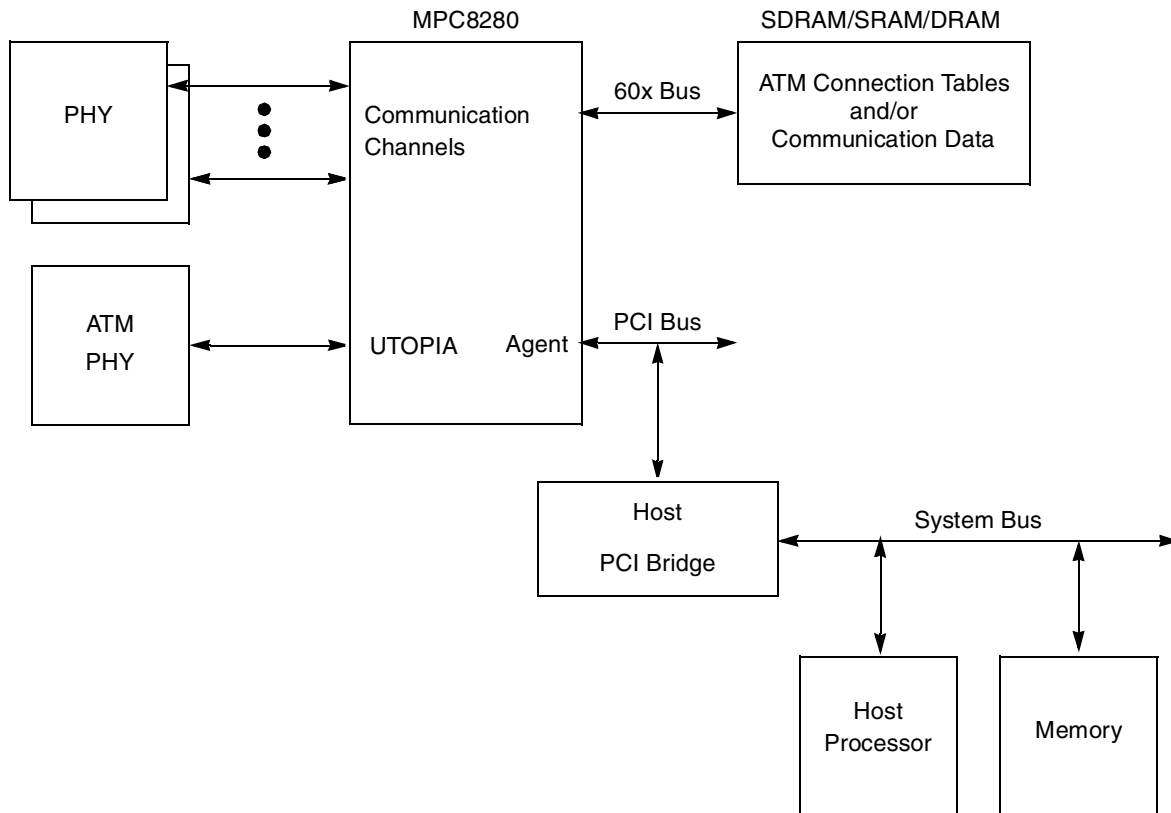 MPC8280
SDRAM/SRAM/DRAM
PHY
Communication
Channels
60x Bus
ATM Connection Tables
and/or
Communication Data
ATM
PHY
UTOPIA
Agent
PCI Bus
Host
PCI Bridge
System Bus
Host
Processor
Memory